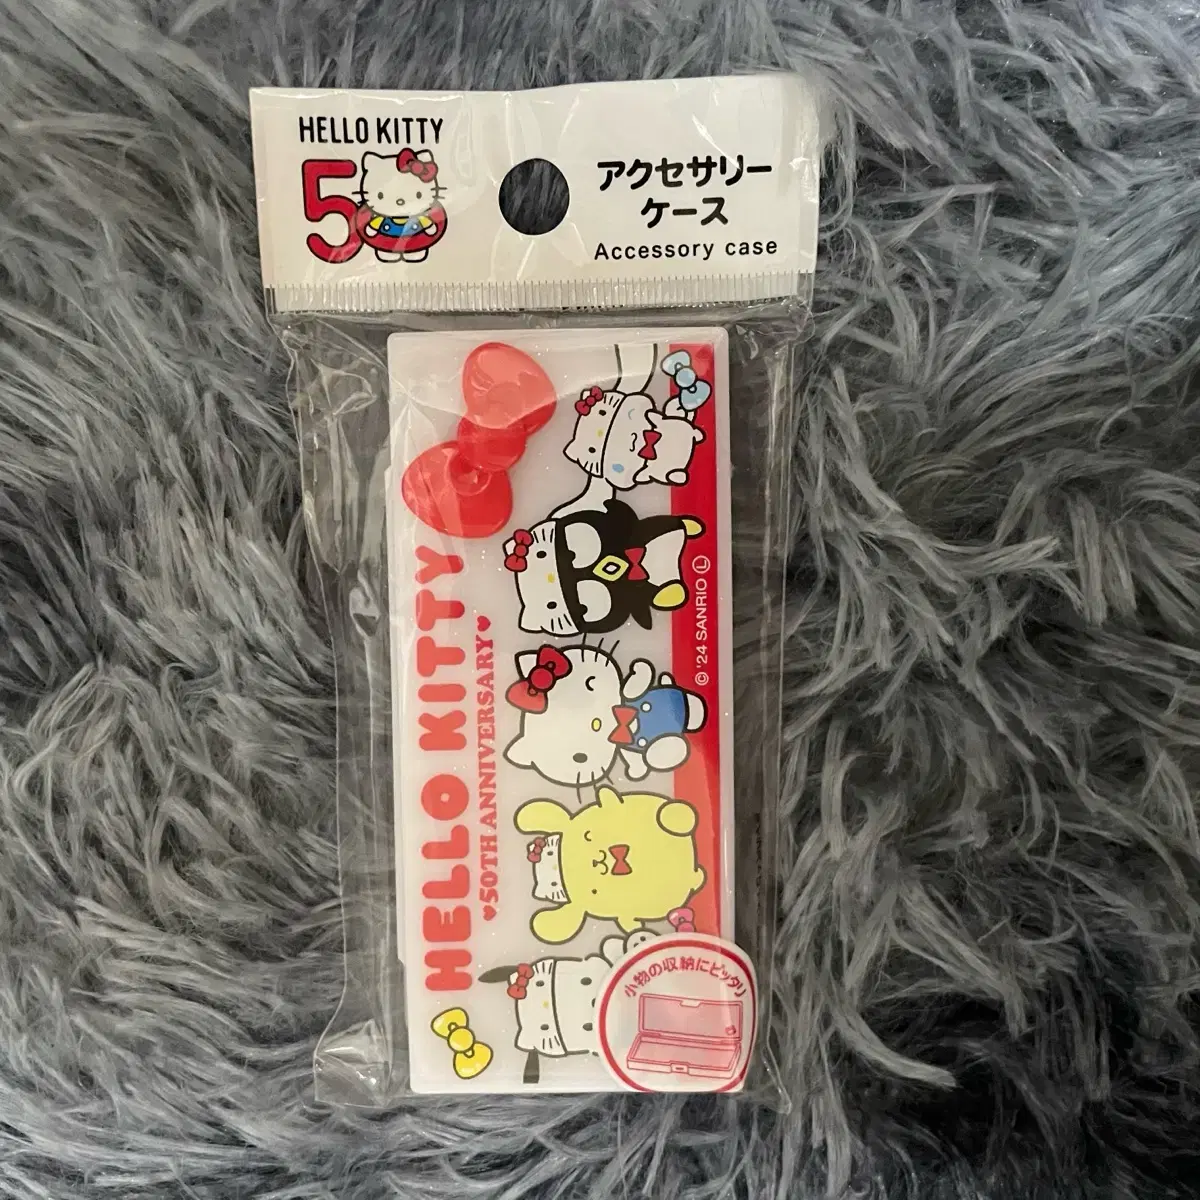 HELLO KITTY
50
アクセサリー
ケース
Accessory case
HELLO KITTY
♥50TH ANNIVERSARY♥
© '24 SANRIO Ⓛ
小物の収納にピッタリ